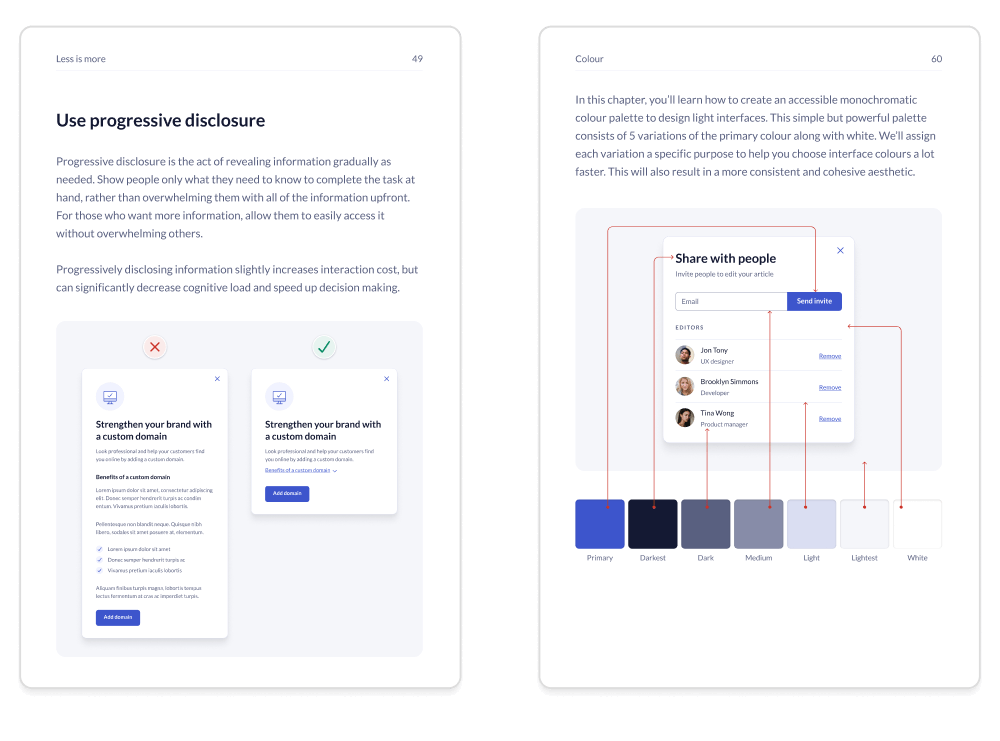 Less is more
49
Use progressive disclosure
Progressive disclosure is the act of revealing information gradually as
needed. Show people only what they need to know to complete the task at
hand, rather than overwhelming them with all of the information upfront.
For those who want more information, allow them to easily access it
without overwhelming others.
Progressively disclosing information slightly increases interaction cost, but
can significantly decrease cognitive load and speed up decision making.
Strengthen your brand with
a custom domain
Look professional and help your customers find
you online by adding a custom domain
Benefits of a custom domain
Lorem ipsum dolor sit amet, consectetur adipiscing
elit. Donec semper hendrerit turpis ac condim
entum. Vivamus pretium iaculis lobortis.
Pellentesque non blandit neque. Quisque nibh
libero, sodales sit amet posuere at, elementum.
Lorem ipsum dolor sit amet
Donec semper hendrerit turpis ac
Vivamus pretium iaculis lobortis
Aliquam finibus turpis magna, lobortis tempus
lectus fermentum at cras ac imperdiet turpis.
Add domain
Strengthen your brand with
a custom domain
Look professional and help your customers find
you online by adding a custom domain.
Benefits of a custom domain
Add domain
Colour
60
In this chapter, you'll learn how to create an accessible monochromatic
colour palette to design light interfaces. This simple but powerful palette
consists of 5 variations of the primary colour along with white. We'll assign
each variation a specific purpose to help you choose interface colours a lot
faster. This will also result in a more consistent and cohesive aesthetic.
Share with people
Invite people to edit your article
Email
Send invite
EDITORS
Jon Tony
UX designer
Remove
Brooklyn Simmons
Developer
Remove
Tina Wong
Product manager
Remove
Primary
Darkest
Dark
Medium
Light
Lightest
White